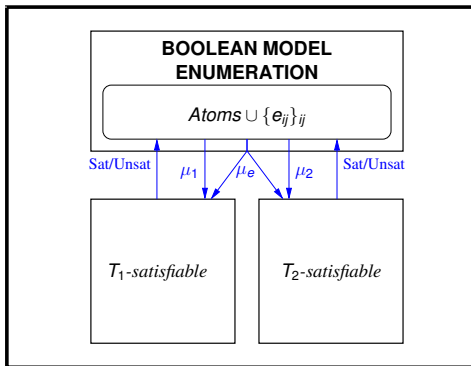 BOOLEAN MODEL
ENUMERATION
Atoms ∪ {e_ij}_ij
Sat/Unsat μ_1 μ_e μ_2 Sat/Unsat
T_1-satisfiable T_2-satisfiable